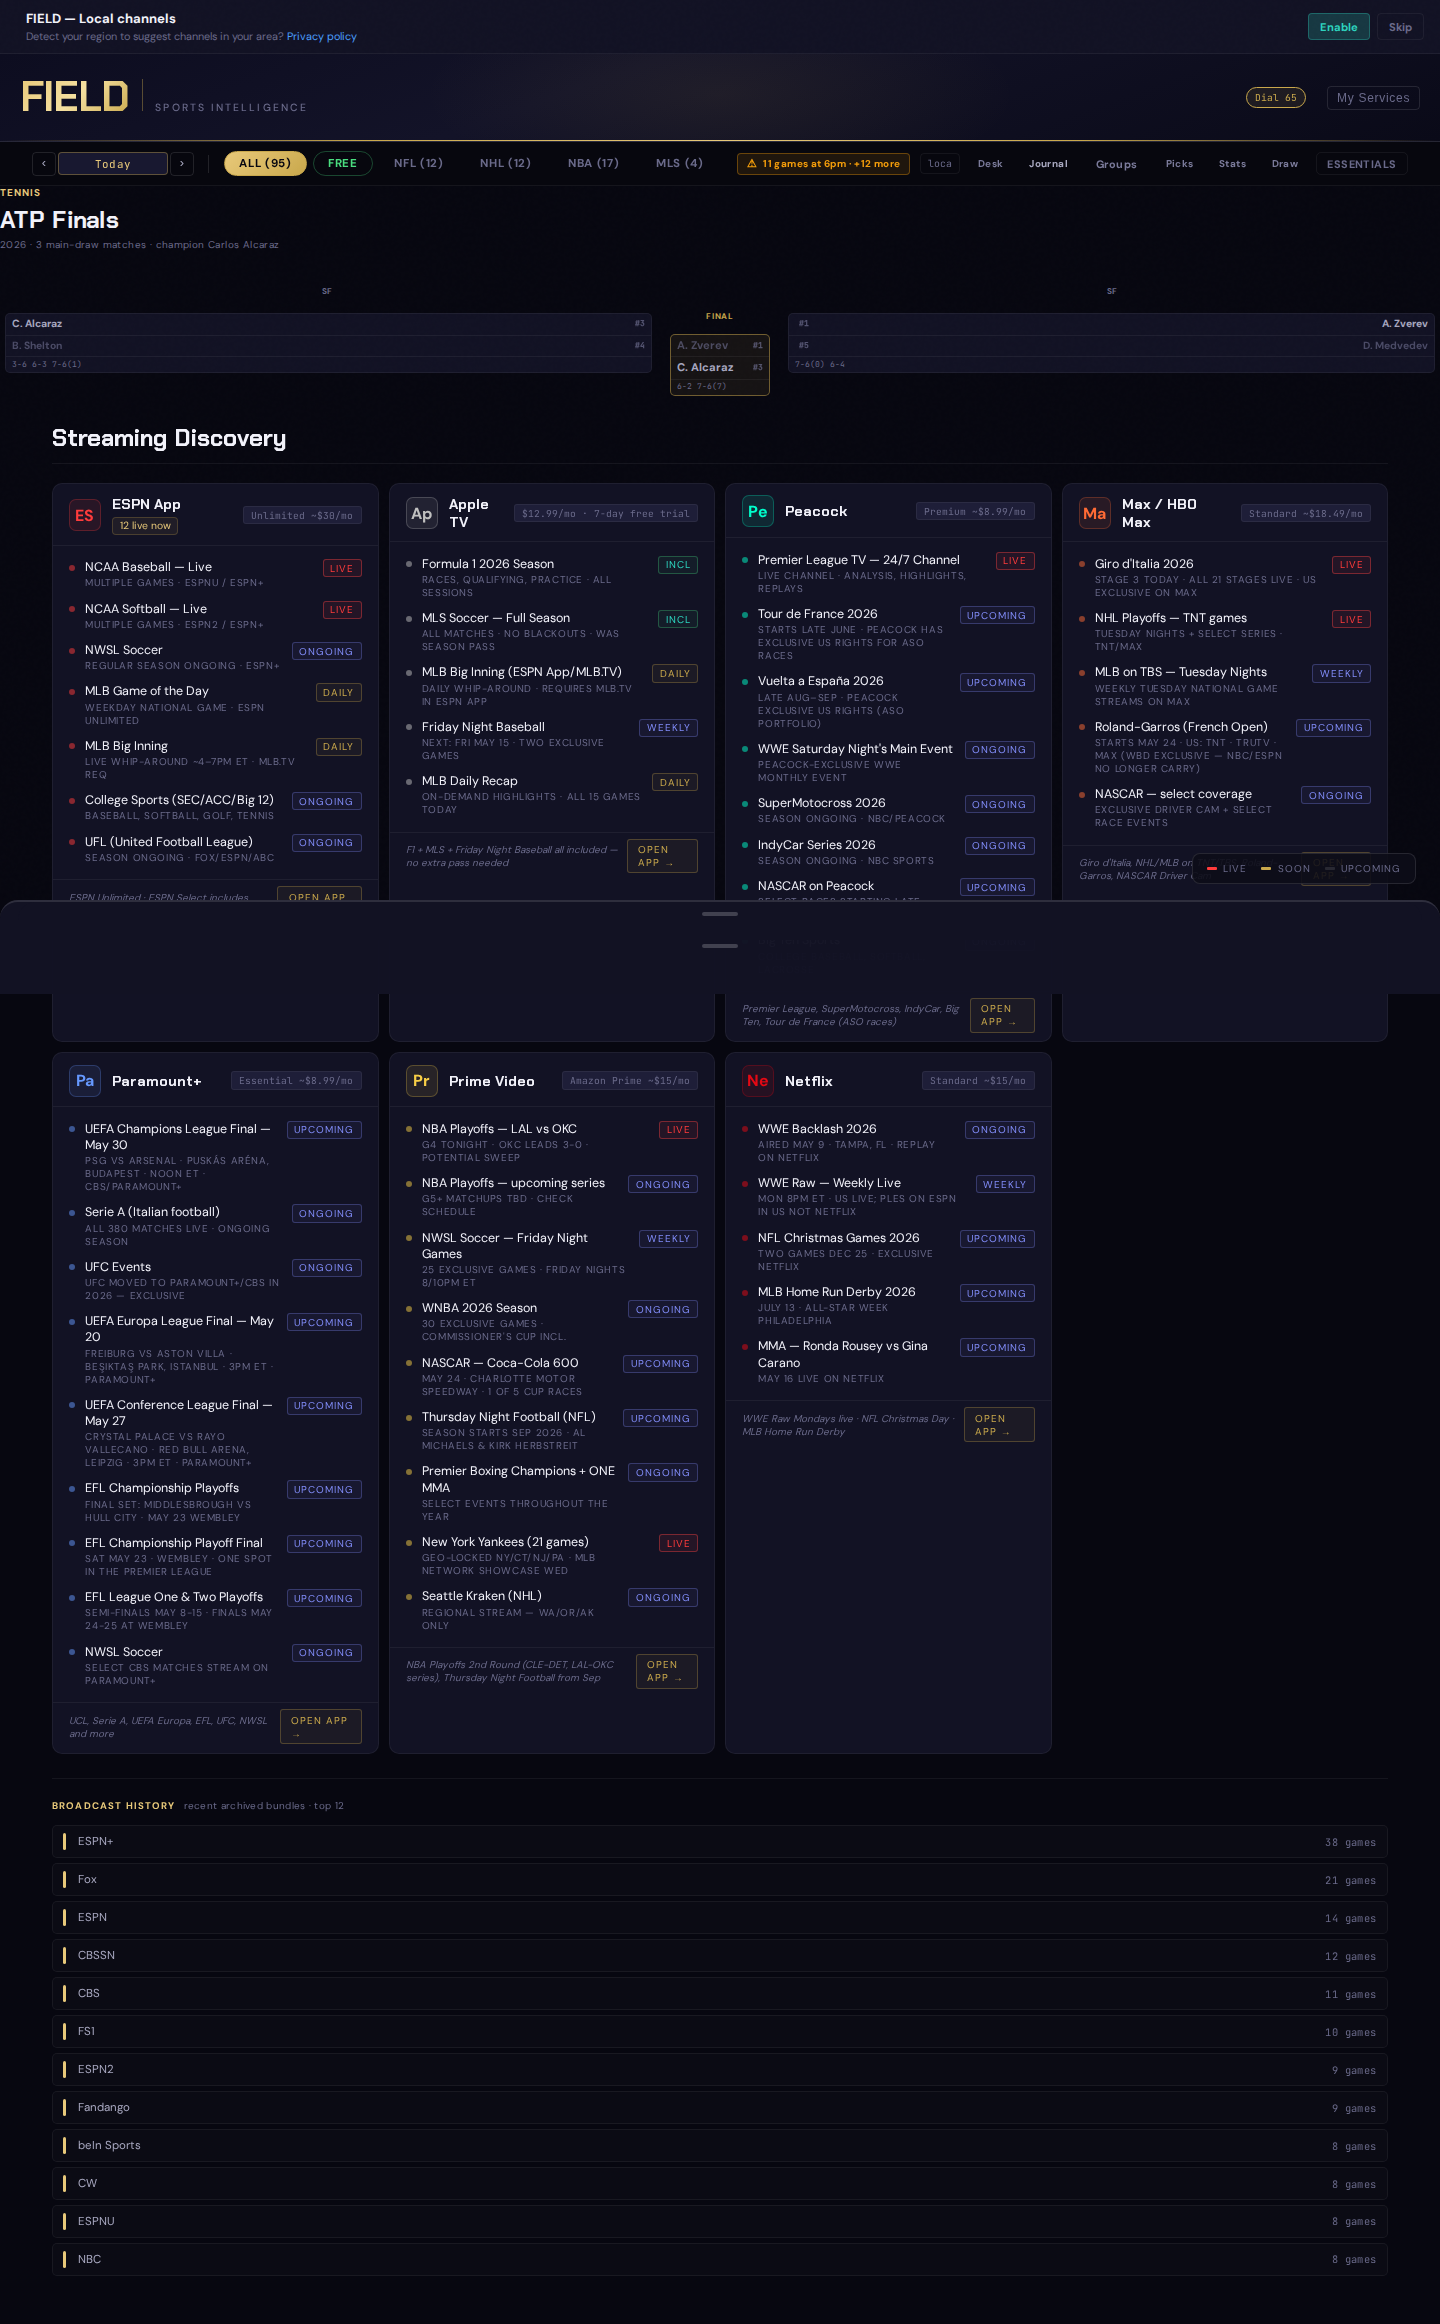 FIELD — Local channels
Detect your region to suggest channels in your area? Privacy policy
Enable
Skip
FIELD
SPORTS INTELLIGENCE
Dial 65
My Services
‹
Today
›
ALL (95)
FREE
NFL (12)
NHL (12)
NBA (17)
MLS (4)
⚠ 11 games at 6pm · +12 more
loca
Desk
Journal
Groups
Picks
Stats
Draw
ESSENTIALS
TENNIS
ATP Finals
2026 · 3 main-draw matches · champion Carlos Alcaraz
SF
C. Alcaraz #3
B. Shelton #4
3-6 6-3 7-6(1)
FINAL
A. Zverev #1
C. Alcaraz #3
6-2 7-6(7)
SF
#1 A. Zverev
#5 D. Medvedev
7-6(0) 6-4
Streaming Discovery
ES
ESPN App
12 live now
Unlimited ~$30/mo
NCAA Baseball — Live
LIVE
MULTIPLE GAMES · ESPNU / ESPN+
NCAA Softball — Live
LIVE
MULTIPLE GAMES · ESPN2 / ESPN+
NWSL Soccer
ONGOING
REGULAR SEASON ONGOING · ESPN+
MLB Game of the Day
DAILY
WEEKDAY NATIONAL GAME · ESPN
UNLIMITED
MLB Big Inning
DAILY
LIVE WHIP-AROUND ~4–7PM ET · MLB.TV
REQ
College Sports (SEC/ACC/Big 12)
ONGOING
BASEBALL, SOFTBALL, GOLF, TENNIS
UFL (United Football League)
ONGOING
SEASON ONGOING · FOX/ESPN/ABC
ESPN Unlimited · ESPN Select includes
OPEN APP
Ap
Apple
TV
$12.99/mo · 7-day free trial
Formula 1 2026 Season
INCL
RACES, QUALIFYING, PRACTICE · ALL
SESSIONS
MLS Soccer — Full Season
INCL
ALL MATCHES · NO BLACKOUTS · WAS
SEASON PASS
MLB Big Inning (ESPN App/MLB.TV)
DAILY
DAILY WHIP-AROUND · REQUIRES MLB.TV
IN ESPN APP
Friday Night Baseball
WEEKLY
NEXT: FRI MAY 15 · TWO EXCLUSIVE
GAMES
MLB Daily Recap
DAILY
ON-DEMAND HIGHLIGHTS · ALL 15 GAMES
TODAY
F1 + MLS + Friday Night Baseball all included —
no extra pass needed
OPEN
APP →
Pe
Peacock
Premium ~$8.99/mo
Premier League TV — 24/7 Channel
LIVE
LIVE CHANNEL · ANALYSIS, HIGHLIGHTS,
REPLAYS
Tour de France 2026
UPCOMING
STARTS LATE JUNE · PEACOCK HAS
EXCLUSIVE US RIGHTS FOR ASO
RACES
Vuelta a España 2026
UPCOMING
LATE AUG–SEP · PEACOCK
EXCLUSIVE US RIGHTS (ASO
PORTFOLIO)
WWE Saturday Night's Main Event
ONGOING
PEACOCK-EXCLUSIVE WWE
MONTHLY EVENT
SuperMotocross 2026
ONGOING
SEASON ONGOING · NBC/PEACOCK
IndyCar Series 2026
ONGOING
SEASON ONGOING · NBC SPORTS
NASCAR on Peacock
UPCOMING
SELECT RACES STARTING LATE
Premier League, SuperMotocross, IndyCar, Big
Ten, Tour de France (ASO races)
OPEN
APP →
Ma
Max / HBO
Max
Standard ~$18.49/mo
Giro d'Italia 2026
LIVE
STAGE 3 TODAY · ALL 21 STAGES LIVE · US
EXCLUSIVE ON MAX
NHL Playoffs — TNT games
LIVE
TUESDAY NIGHTS + SELECT SERIES ·
TNT/MAX
MLB on TBS — Tuesday Nights
WEEKLY
WEEKLY TUESDAY NATIONAL GAME
STREAMS ON MAX
Roland-Garros (French Open)
UPCOMING
STARTS MAY 24 · US: TNT · TRUTV ·
MAX (WBD EXCLUSIVE — NBC/ESPN
NO LONGER CARRY)
NASCAR — select coverage
ONGOING
EXCLUSIVE DRIVER CAM + SELECT
RACE EVENTS
Giro d'Italia, NHL/MLB on
Garros, NASCAR Driver
LIVE
SOON
UPCOMING
Pa
Paramount+
Essential ~$8.99/mo
UEFA Champions League Final —
May 30
UPCOMING
PSG VS ARSENAL · PUSKÁS ARÉNA,
BUDAPEST · NOON ET ·
CBS/PARAMOUNT+
Serie A (Italian football)
ONGOING
ALL 380 MATCHES LIVE · ONGOING
SEASON
UFC Events
ONGOING
UFC MOVED TO PARAMOUNT+/CBS IN
2026 — EXCLUSIVE
UEFA Europa League Final — May
20
UPCOMING
FREIBURG VS ASTON VILLA ·
BEŞIKTAŞ PARK, ISTANBUL · 3PM ET ·
PARAMOUNT+
UEFA Conference League Final —
May 27
UPCOMING
CRYSTAL PALACE VS RAYO
VALLECANO · RED BULL ARENA,
LEIPZIG · 3PM ET · PARAMOUNT+
EFL Championship Playoffs
UPCOMING
FINAL SET: MIDDLESBROUGH VS
HULL CITY · MAY 23 WEMBLEY
EFL Championship Playoff Final
UPCOMING
SAT MAY 23 · WEMBLEY · ONE SPOT
IN THE PREMIER LEAGUE
EFL League One & Two Playoffs
UPCOMING
SEMI-FINALS MAY 8-15 · FINALS MAY
24-25 AT WEMBLEY
NWSL Soccer
ONGOING
SELECT CBS MATCHES STREAM ON
PARAMOUNT+
UCL, Serie A, UEFA Europa, EFL, UFC, NWSL
and more
OPEN APP
→
Pr
Prime Video
Amazon Prime ~$15/mo
NBA Playoffs — LAL vs OKC
LIVE
G4 TONIGHT · OKC LEADS 3-0 ·
POTENTIAL SWEEP
NBA Playoffs — upcoming series
ONGOING
G5+ MATCHUPS TBD · CHECK
SCHEDULE
NWSL Soccer — Friday Night
Games
WEEKLY
25 EXCLUSIVE GAMES · FRIDAY NIGHTS
8/10PM ET
WNBA 2026 Season
ONGOING
30 EXCLUSIVE GAMES ·
COMMISSIONER'S CUP INCL.
NASCAR — Coca-Cola 600
UPCOMING
MAY 24 · CHARLOTTE MOTOR
SPEEDWAY · 1 OF 5 CUP RACES
Thursday Night Football (NFL)
UPCOMING
SEASON STARTS SEP 2026 · AL
MICHAELS & KIRK HERBSTREIT
Premier Boxing Champions + ONE
MMA
ONGOING
SELECT EVENTS THROUGHOUT THE
YEAR
New York Yankees (21 games)
LIVE
GEO-LOCKED NY/CT/NJ/PA · MLB
NETWORK SHOWCASE WED
Seattle Kraken (NHL)
ONGOING
REGIONAL STREAM — WA/OR/AK
ONLY
NBA Playoffs 2nd Round (CLE-DET, LAL-OKC
series), Thursday Night Football from Sep
OPEN
APP →
Ne
Netflix
Standard ~$15/mo
WWE Backlash 2026
ONGOING
AIRED MAY 9 · TAMPA, FL · REPLAY
ON NETFLIX
WWE Raw — Weekly Live
WEEKLY
MON 8PM ET · US LIVE; PLES ON ESPN
IN US NOT NETFLIX
NFL Christmas Games 2026
UPCOMING
TWO GAMES DEC 25 · EXCLUSIVE
NETFLIX
MLB Home Run Derby 2026
UPCOMING
JULY 13 · ALL-STAR WEEK
PHILADELPHIA
MMA — Ronda Rousey vs Gina
Carano
UPCOMING
MAY 16 LIVE ON NETFLIX
WWE Raw Mondays live · NFL Christmas Day ·
MLB Home Run Derby
OPEN
APP →
BROADCAST HISTORY recent archived bundles · top 12
ESPN+ 38 games
Fox 21 games
ESPN 14 games
CBSSN 12 games
CBS 11 games
FS1 10 games
ESPN2 9 games
Fandango 9 games
beIn Sports 8 games
CW 8 games
ESPNU 8 games
NBC 8 games